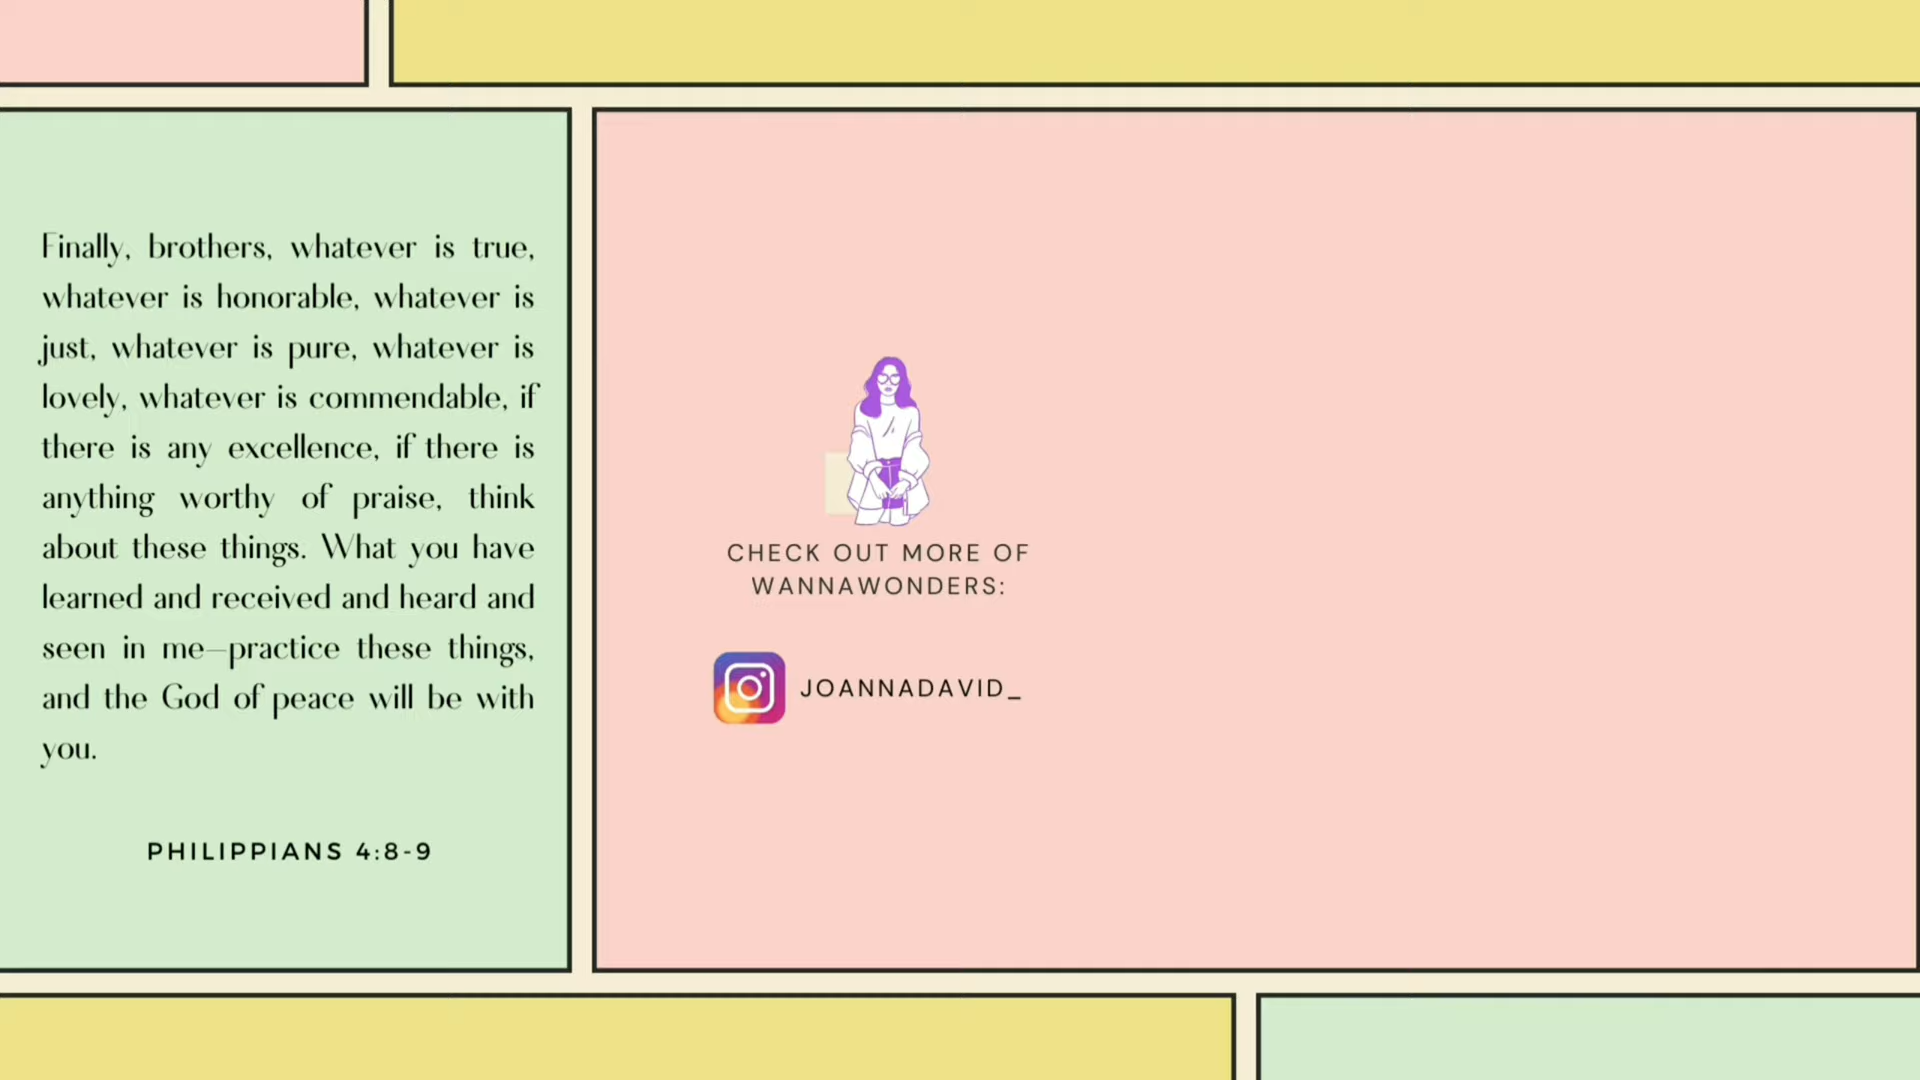 Finally, brothers, whatever is true,
whatever is honorable, whatever is
just, whatever is pure, whatever is
lovely, whatever is commendable, if
there is any excellence, if there is
anything worthy of praise, think
about these things. What you have
learned and received and heard and
seen in me—practice these things,
and the God of peace will be with
you.
PHILIPPIANS 4:8-9
CHECK OUT MORE OF
WANNAWONDERS:
JOANNADAVID_